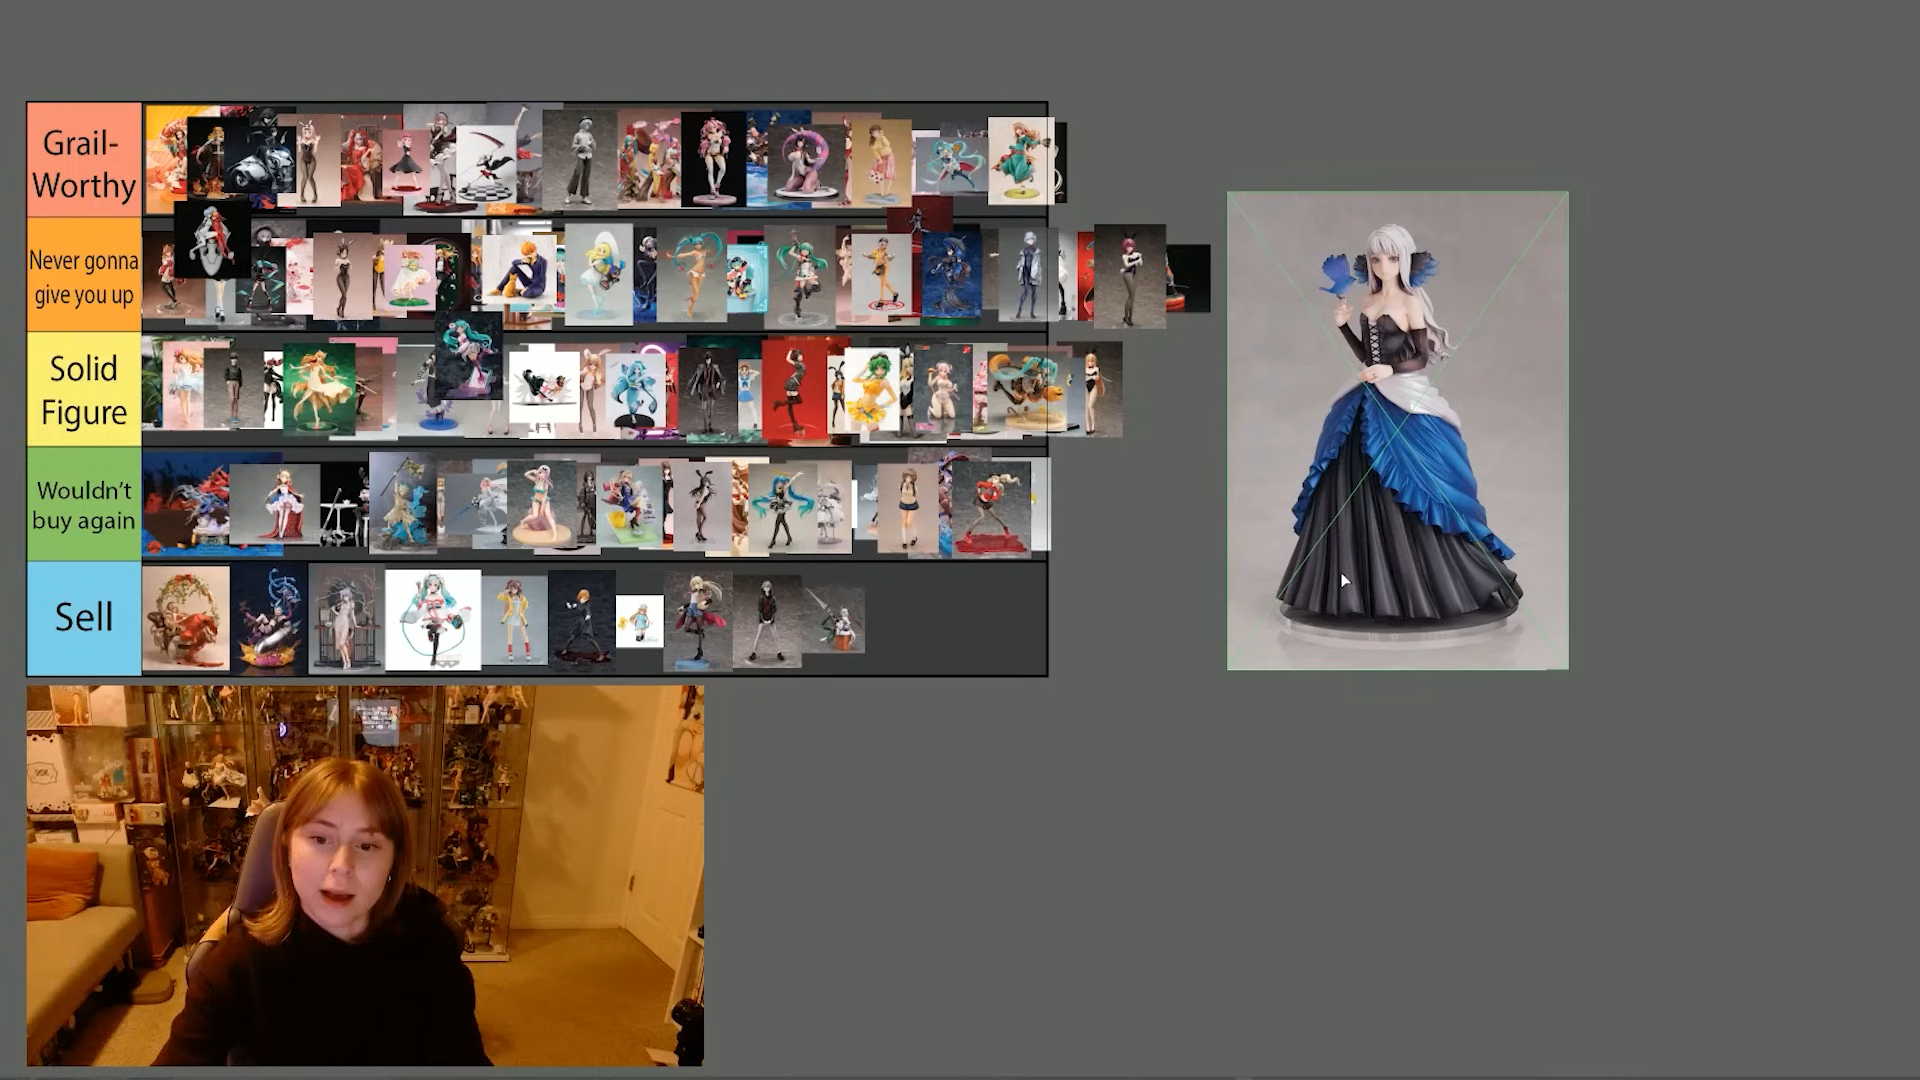 Grail-
Worthy
Never gonna
give you up
Solid
Figure
Wouldn't
buy again
Sell